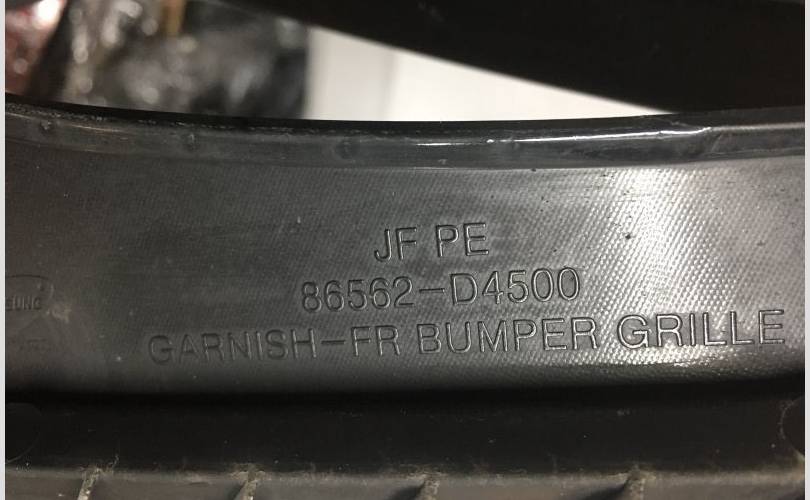 JF PE
86562-D4500
GARNISH-FR BUMPER GRILLE